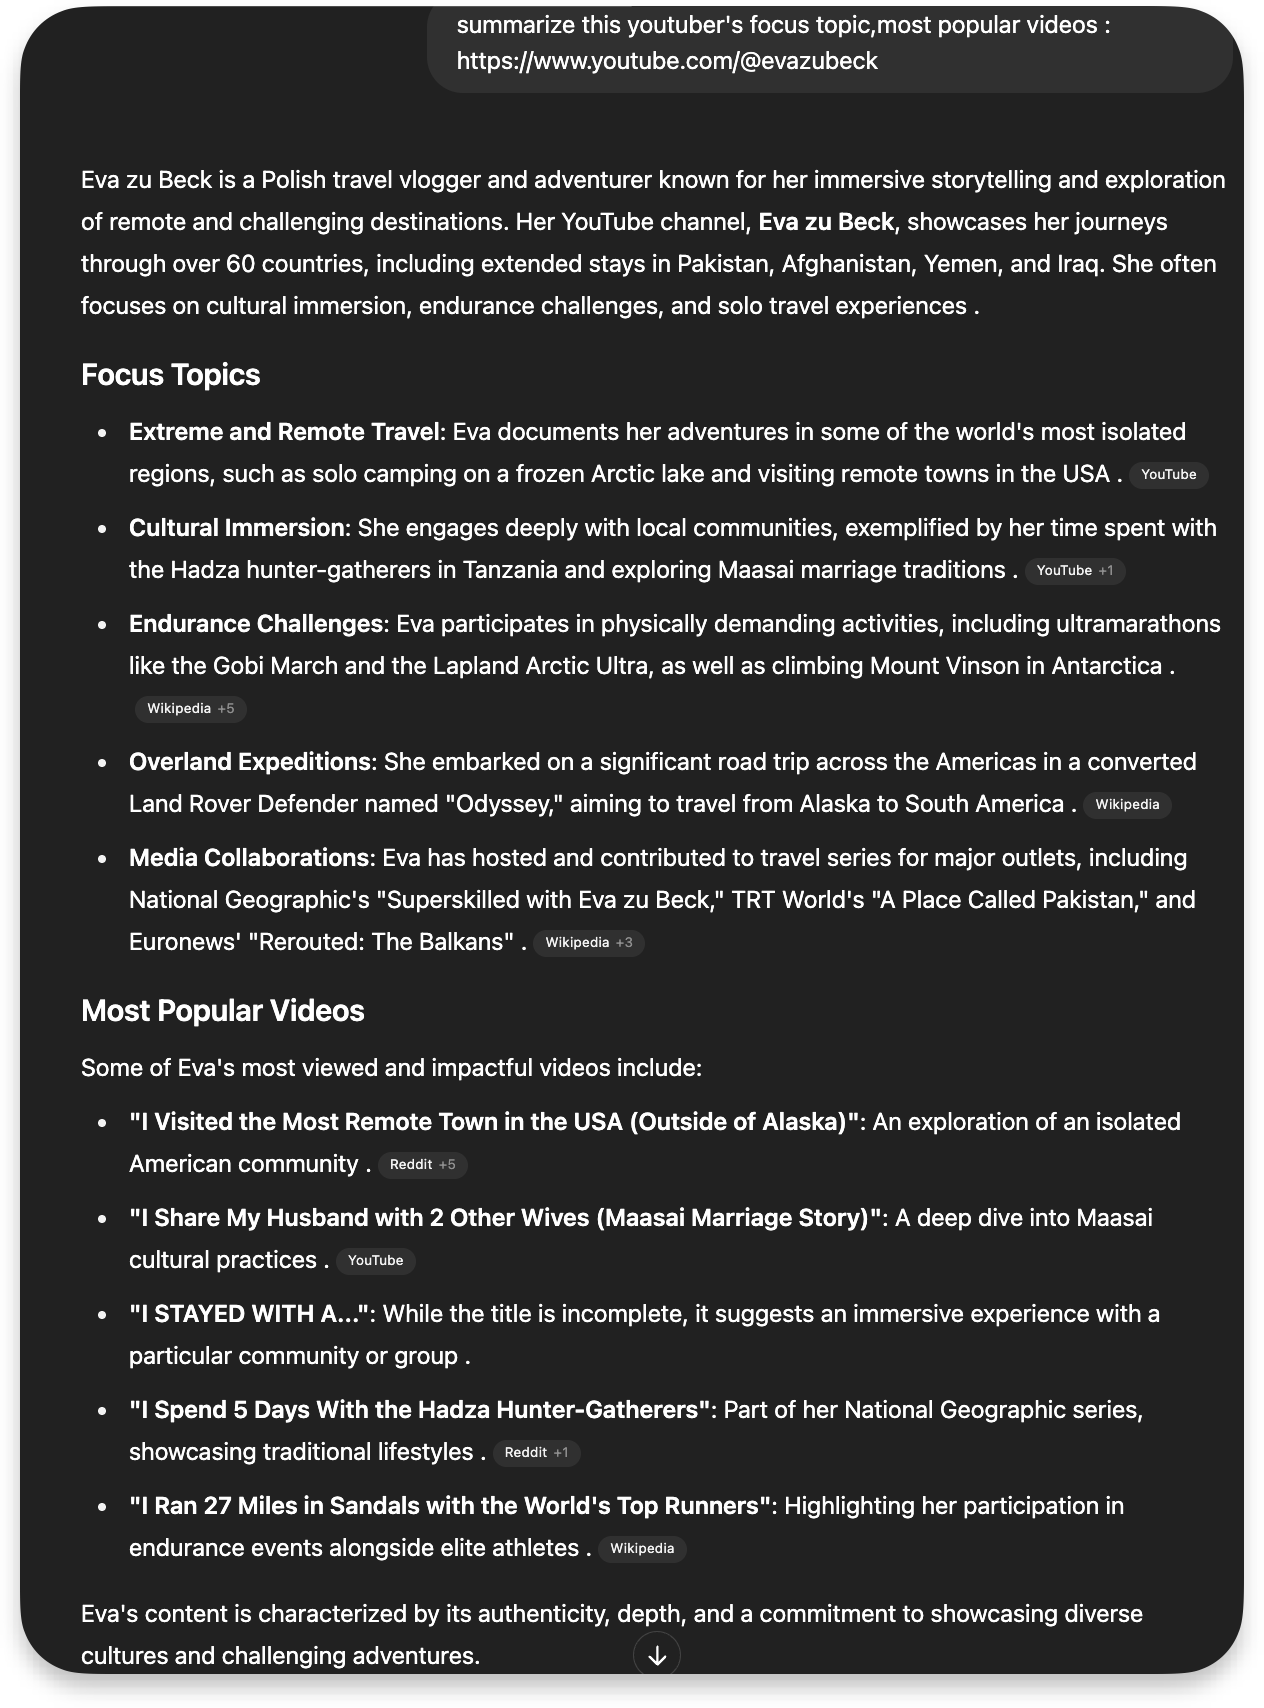 summarize this youtuber's focus topic,most popular videos :
https://www.youtube.com/@evazubeck
Eva zu Beck is a Polish travel vlogger and adventurer known for her immersive storytelling and exploration
of remote and challenging destinations. Her YouTube channel, Eva zu Beck, showcases her journeys
through over 60 countries, including extended stays in Pakistan, Afghanistan, Yemen, and Iraq. She often
focuses on cultural immersion, endurance challenges, and solo travel experiences .
Focus Topics
• Extreme and Remote Travel: Eva documents her adventures in some of the world's most isolated
regions, such as solo camping on a frozen Arctic lake and visiting remote towns in the USA . YouTube
• Cultural Immersion: She engages deeply with local communities, exemplified by her time spent with
the Hadza hunter-gatherers in Tanzania and exploring Maasai marriage traditions . YouTube +1
• Endurance Challenges: Eva participates in physically demanding activities, including ultramarathons
like the Gobi March and the Lapland Arctic Ultra, as well as climbing Mount Vinson in Antarctica .
Wikipedia +5
• Overland Expeditions: She embarked on a significant road trip across the Americas in a converted
Land Rover Defender named "Odyssey," aiming to travel from Alaska to South America . Wikipedia
• Media Collaborations: Eva has hosted and contributed to travel series for major outlets, including
National Geographic's "Superskilled with Eva zu Beck," TRT World's "A Place Called Pakistan," and
Euronews' "Rerouted: The Balkans" . Wikipedia +3
Most Popular Videos
Some of Eva's most viewed and impactful videos include:
• "I Visited the Most Remote Town in the USA (Outside of Alaska)": An exploration of an isolated
American community . Reddit +5
• "I Share My Husband with 2 Other Wives (Maasai Marriage Story)": A deep dive into Maasai
cultural practices . YouTube
• "I STAYED WITH A...": While the title is incomplete, it suggests an immersive experience with a
particular community or group .
• "I Spend 5 Days With the Hadza Hunter-Gatherers": Part of her National Geographic series,
showcasing traditional lifestyles . Reddit +1
• "I Ran 27 Miles in Sandals with the World's Top Runners": Highlighting her participation in
endurance events alongside elite athletes . Wikipedia
Eva's content is characterized by its authenticity, depth, and a commitment to showcasing diverse
cultures and challenging adventures.